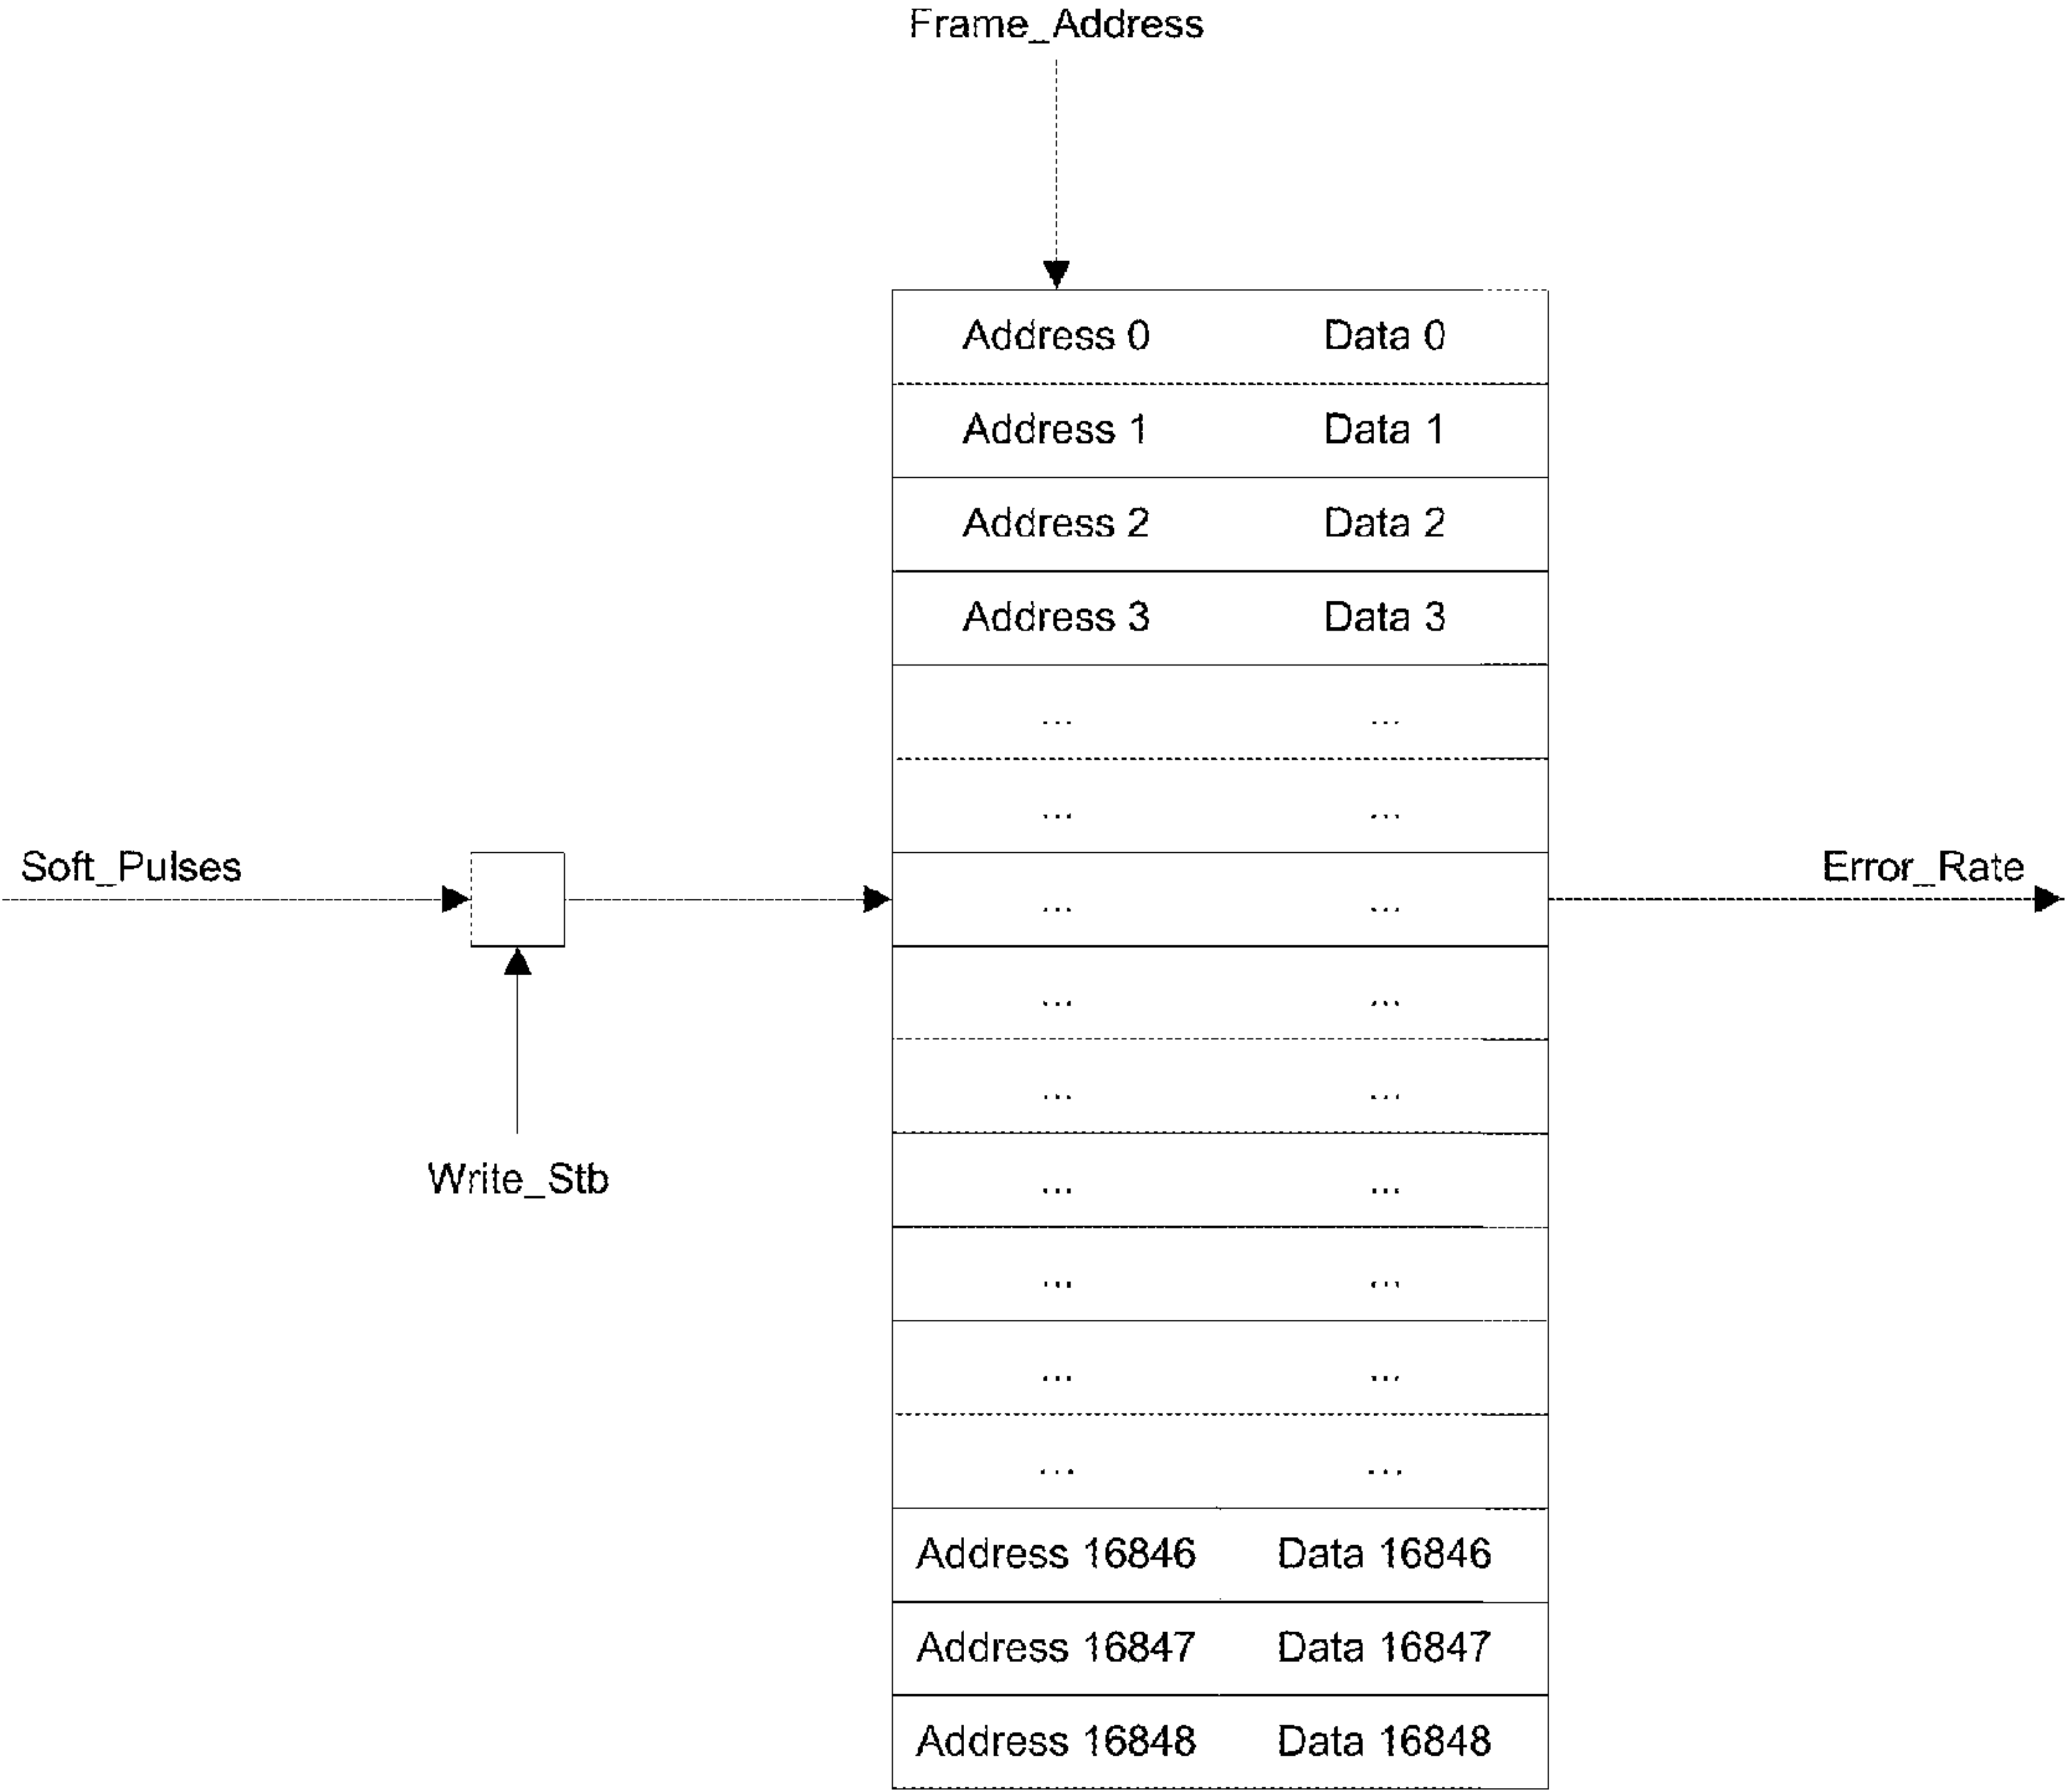 Frame_Address
Address 0 Data 0
Address 1 Data 1
Address 2 Data 2
Address 3 Data 3
... ...
... ...
Soft_Pulses
... ...
Error_Rate
... ...
... ...
Write_Stb
... ...
... ...
... ...
... ...
Address 16846 Data 16846
Address 16847 Data 16847
Address 16848 Data 16848